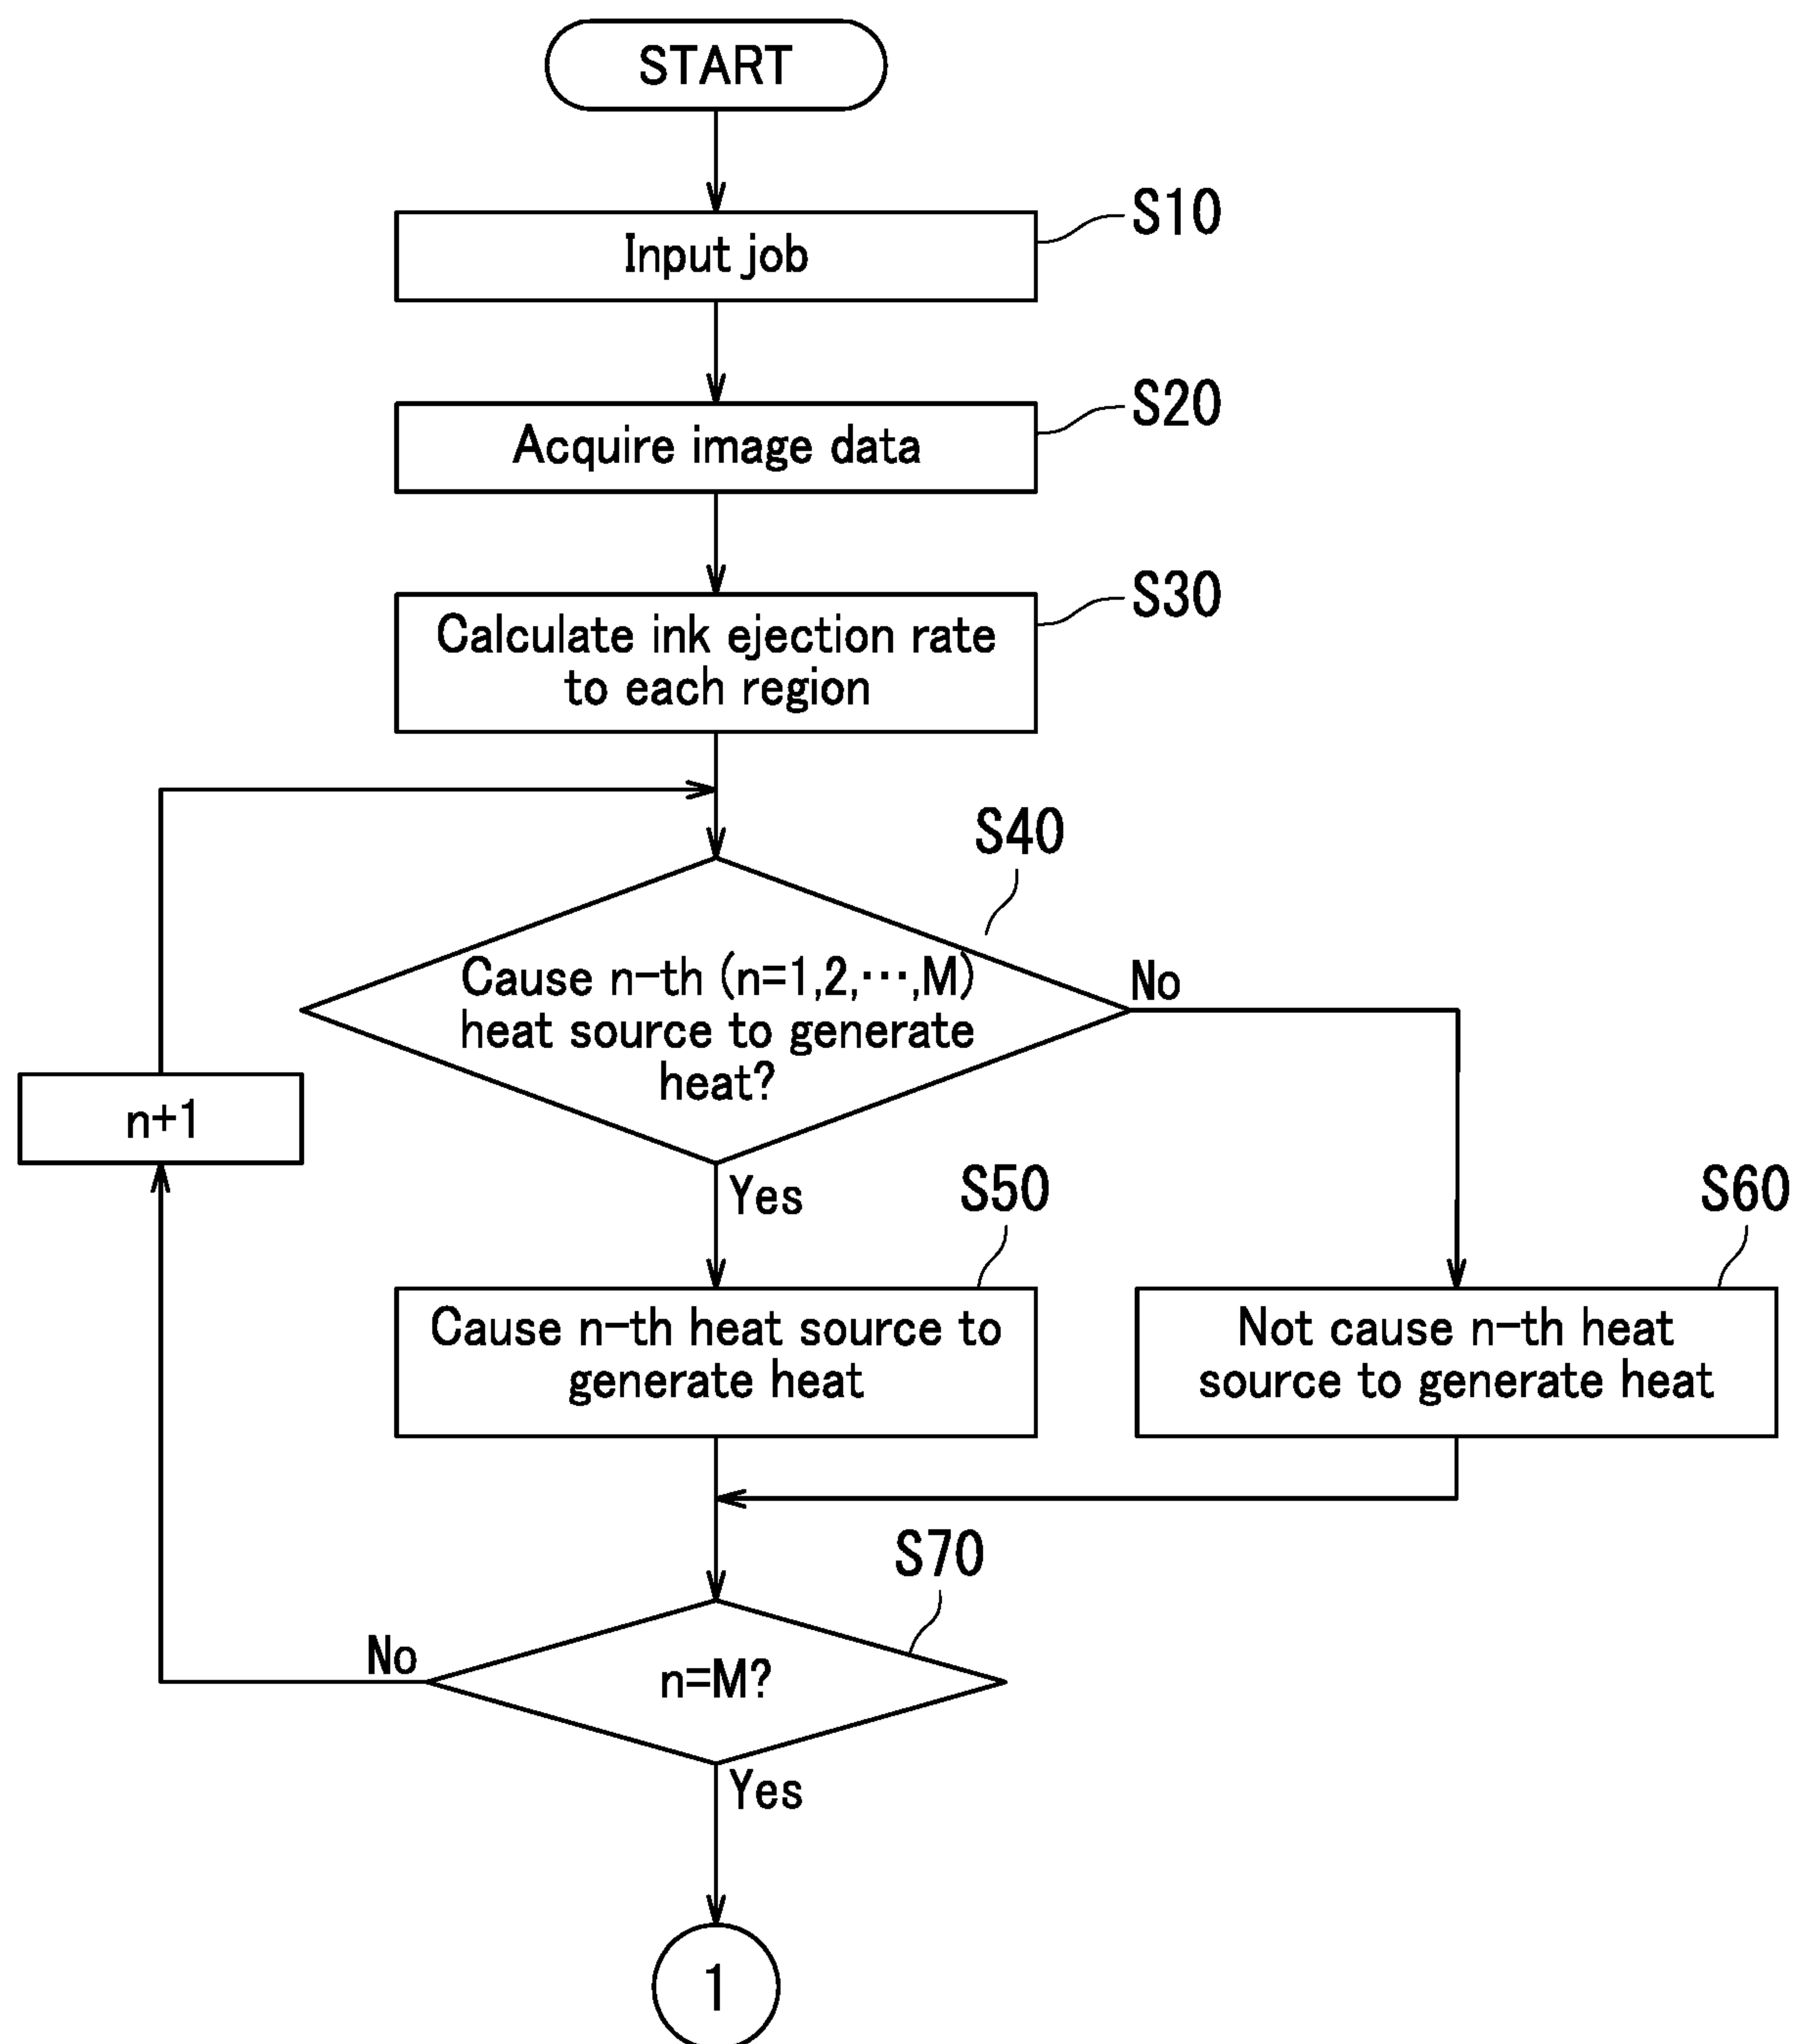 START
S10
Input job
S20
Acquire image data
S30
Calculate ink ejection rate
to each region
S40
Cause n-th (n=1,2,⋯,M)
heat source to generate
heat?
No
n+1
Yes
S50
S60
Cause n-th heat source to
generate heat
Not cause n-th heat
source to generate heat
S70
No
n=M?
Yes
1